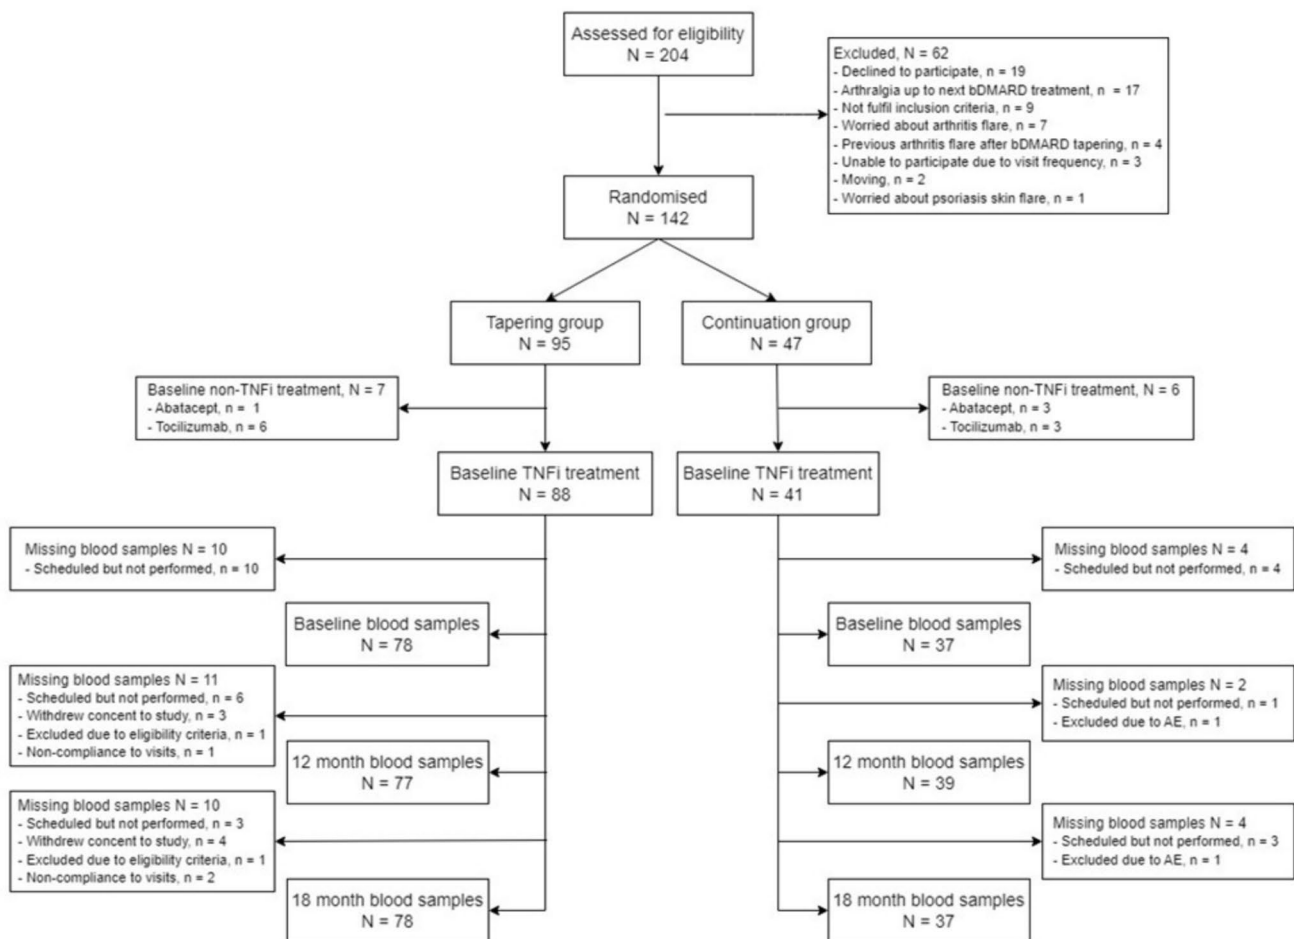 Assessed for eligibility
N = 204
Excluded, N = 62
- Declined to participate, n = 19
- Arthralgia up to next bDMARD treatment, n = 17
- Not fulfil inclusion criteria, n = 9
- Worried about arthritis flare, n = 7
- Previous arthritis flare after bDMARD tapering, n = 4
- Unable to participate due to visit frequency, n = 3
- Moving, n = 2
- Worried about psoriasis skin flare, n = 1
Randomised
N = 142
Tapering group
N = 95
Continuation group
N = 47
Baseline non-TNFi treatment, N = 7
- Abatacept, n = 1
- Tocilizumab, n = 6
Baseline non-TNFi treatment, N = 6
- Abatacept, n = 3
- Tocilizumab, n = 3
Baseline TNFi treatment
N = 88
Baseline TNFi treatment
N = 41
Missing blood samples N = 10
- Scheduled but not performed, n = 10
Missing blood samples N = 4
- Scheduled but not performed, n = 4
Baseline blood samples
N = 78
Baseline blood samples
N = 37
Missing blood samples N = 11
- Scheduled but not performed, n = 6
- Withdrew concent to study, n = 3
- Excluded due to eligibility criteria, n = 1
- Non-compliance to visits, n = 1
Missing blood samples N = 2
- Scheduled but not performed, n = 1
- Excluded due to AE, n = 1
12 month blood samples
N = 77
12 month blood samples
N = 39
Missing blood samples N = 10
- Scheduled but not performed, n = 3
- Withdrew concent to study, n = 4
- Excluded due to eligibility criteria, n = 1
- Non-compliance to visits, n = 2
Missing blood samples N = 4
- Scheduled but not performed, n = 3
- Excluded due to AE, n = 1
18 month blood samples
N = 78
18 month blood samples
N = 37